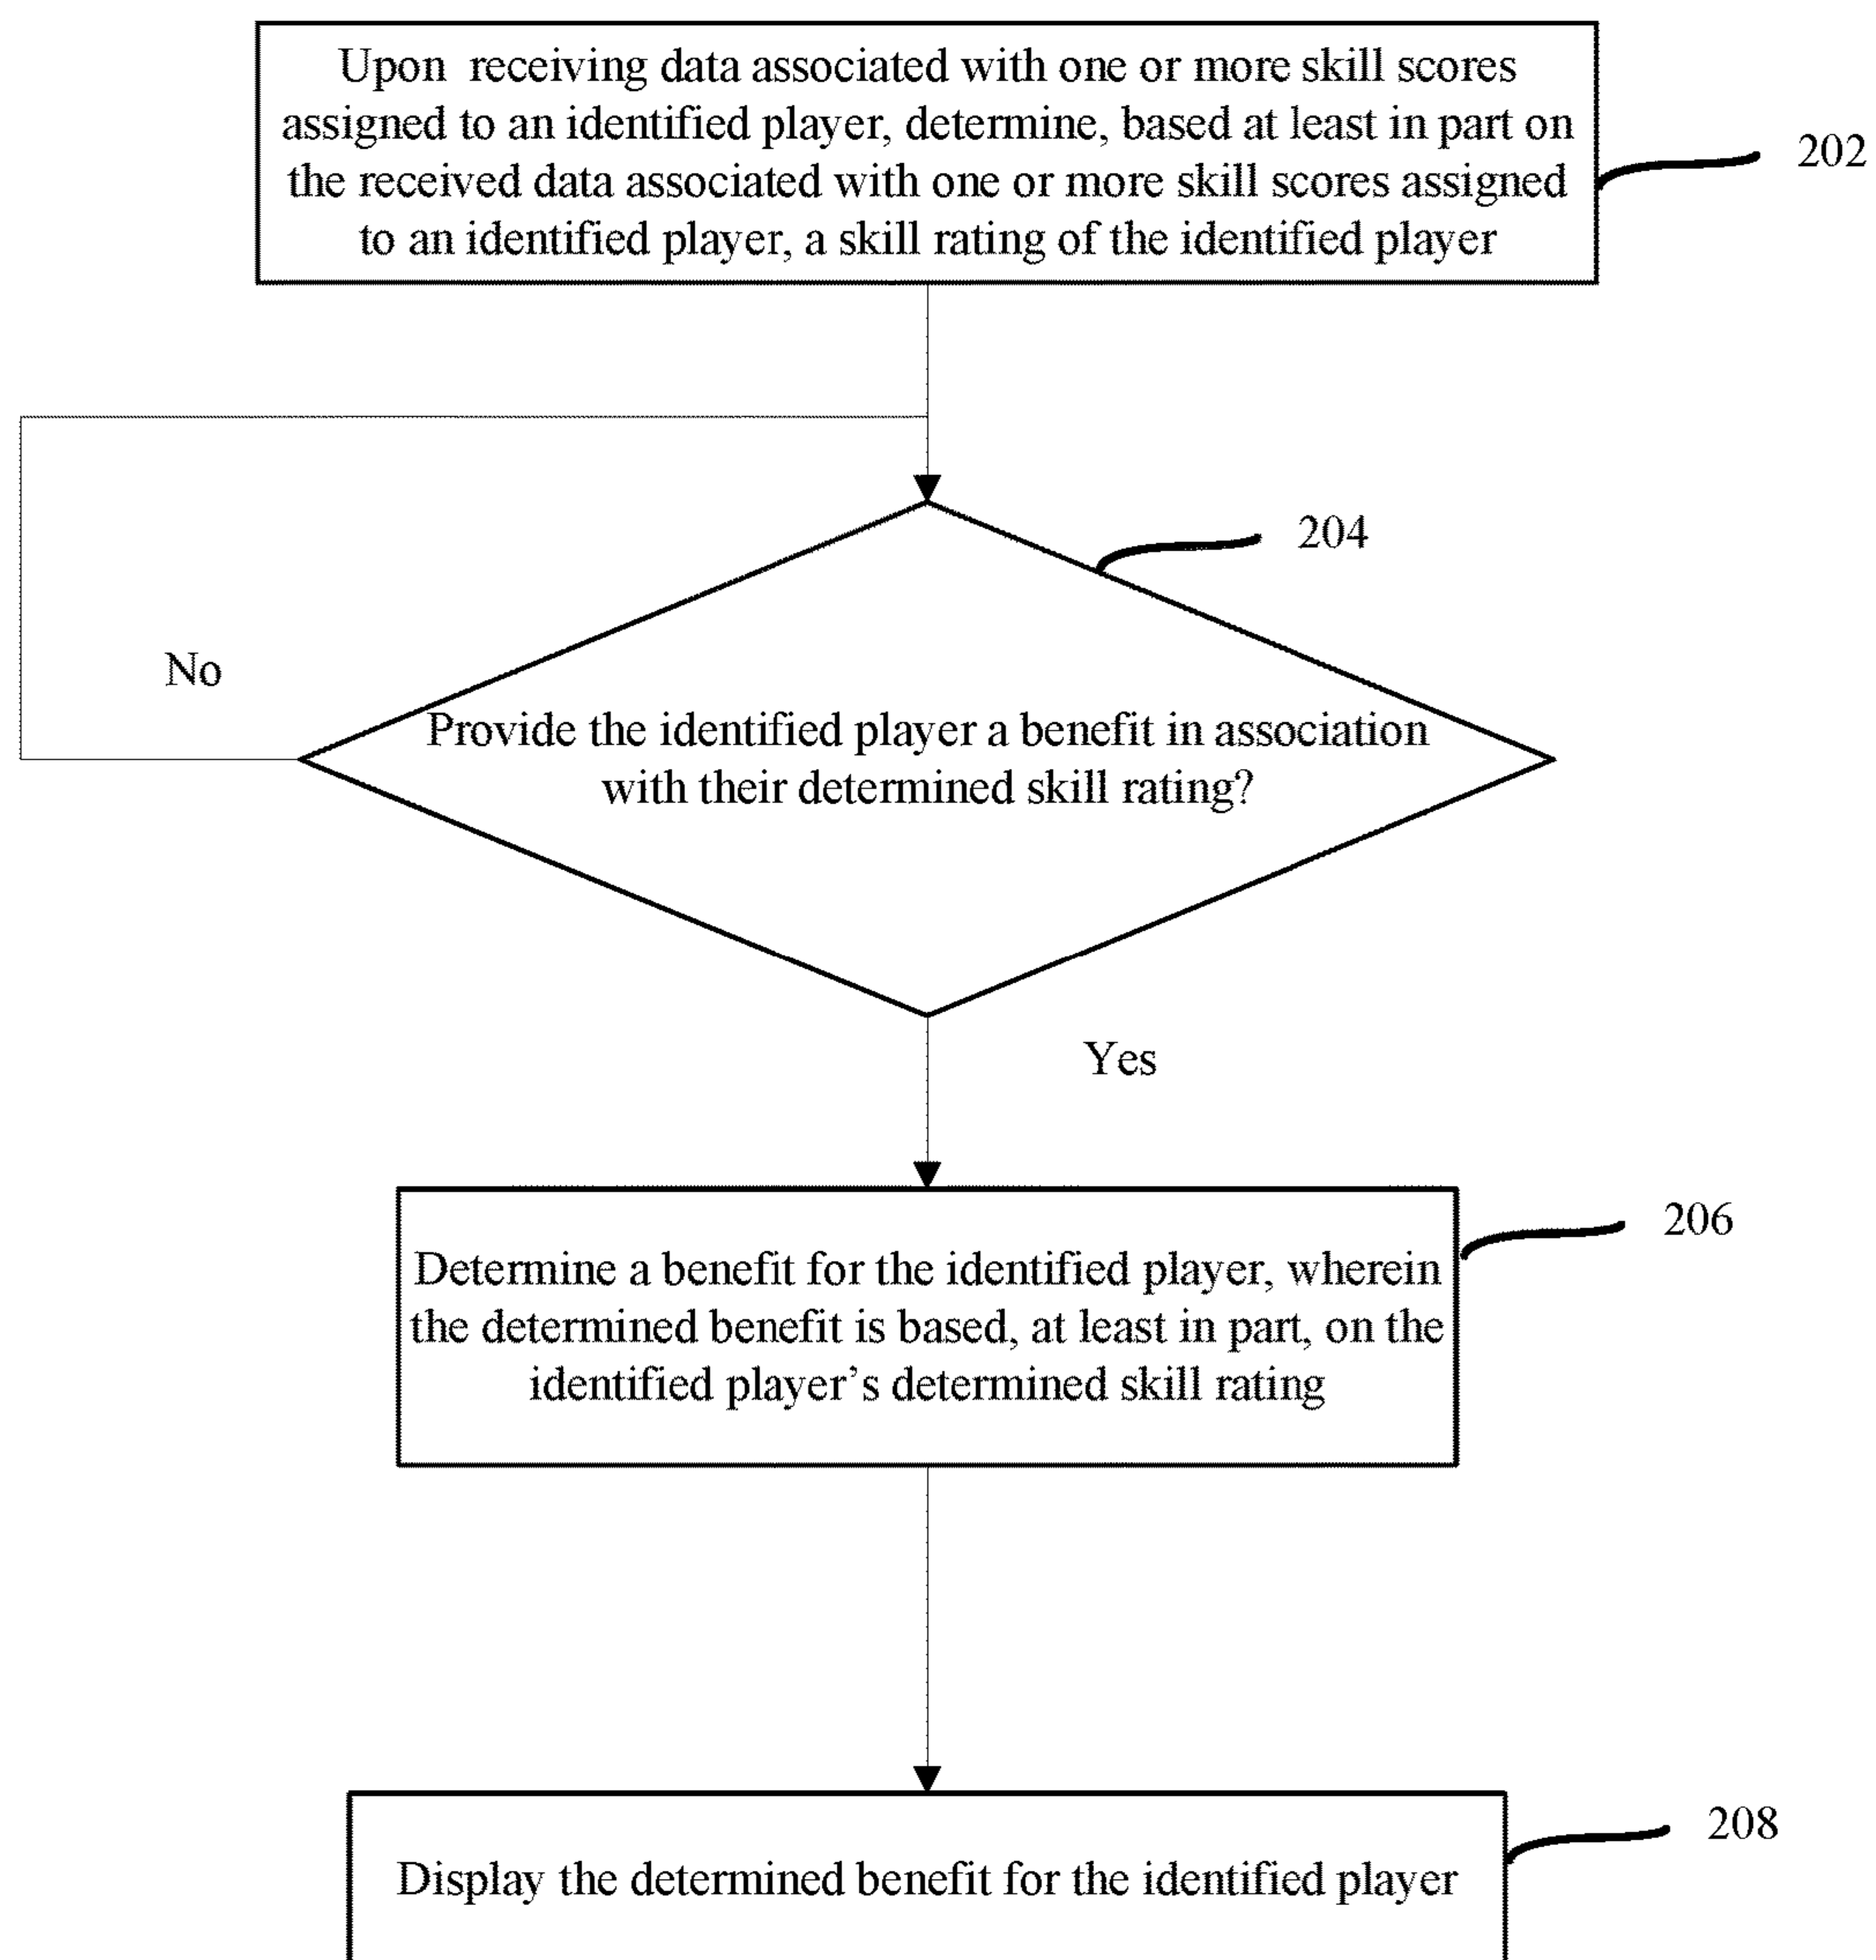 Upon receiving data associated with one or more skill scores
assigned to an identified player, determine, based at least in part on
the received data associated with one or more skill scores assigned
to an identified player, a skill rating of the identified player
202
204
No
Provide the identified player a benefit in association
with their determined skill rating?
Yes
206
Determine a benefit for the identified player, wherein
the determined benefit is based, at least in part, on the
identified player’s determined skill rating
208
Display the determined benefit for the identified player